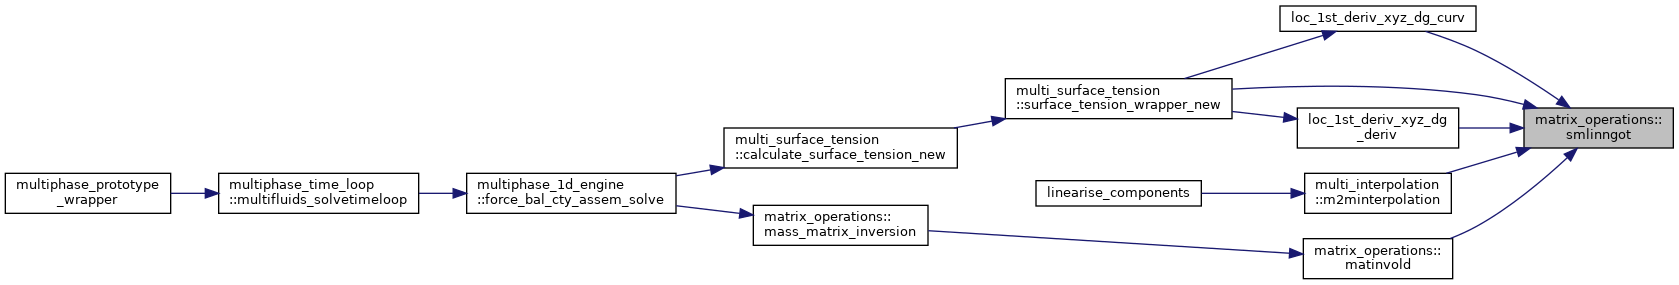 loc_1st_deriv_xyz_dg_curv
multi_surface_tension
::surface_tension_wrapper_new
loc_1st_deriv_xyz_dg
_deriv
matrix_operations::
smlinngot
multi_surface_tension
::calculate_surface_tension_new
multiphase_prototype
_wrapper
multiphase_time_loop
::multifluids_solvetimeloop
multiphase_1d_engine
::force_bal_cty_assem_solve
linearise_components
multi_interpolation
::m2minterpolation
matrix_operations::
mass_matrix_inversion
matrix_operations::
matinvold